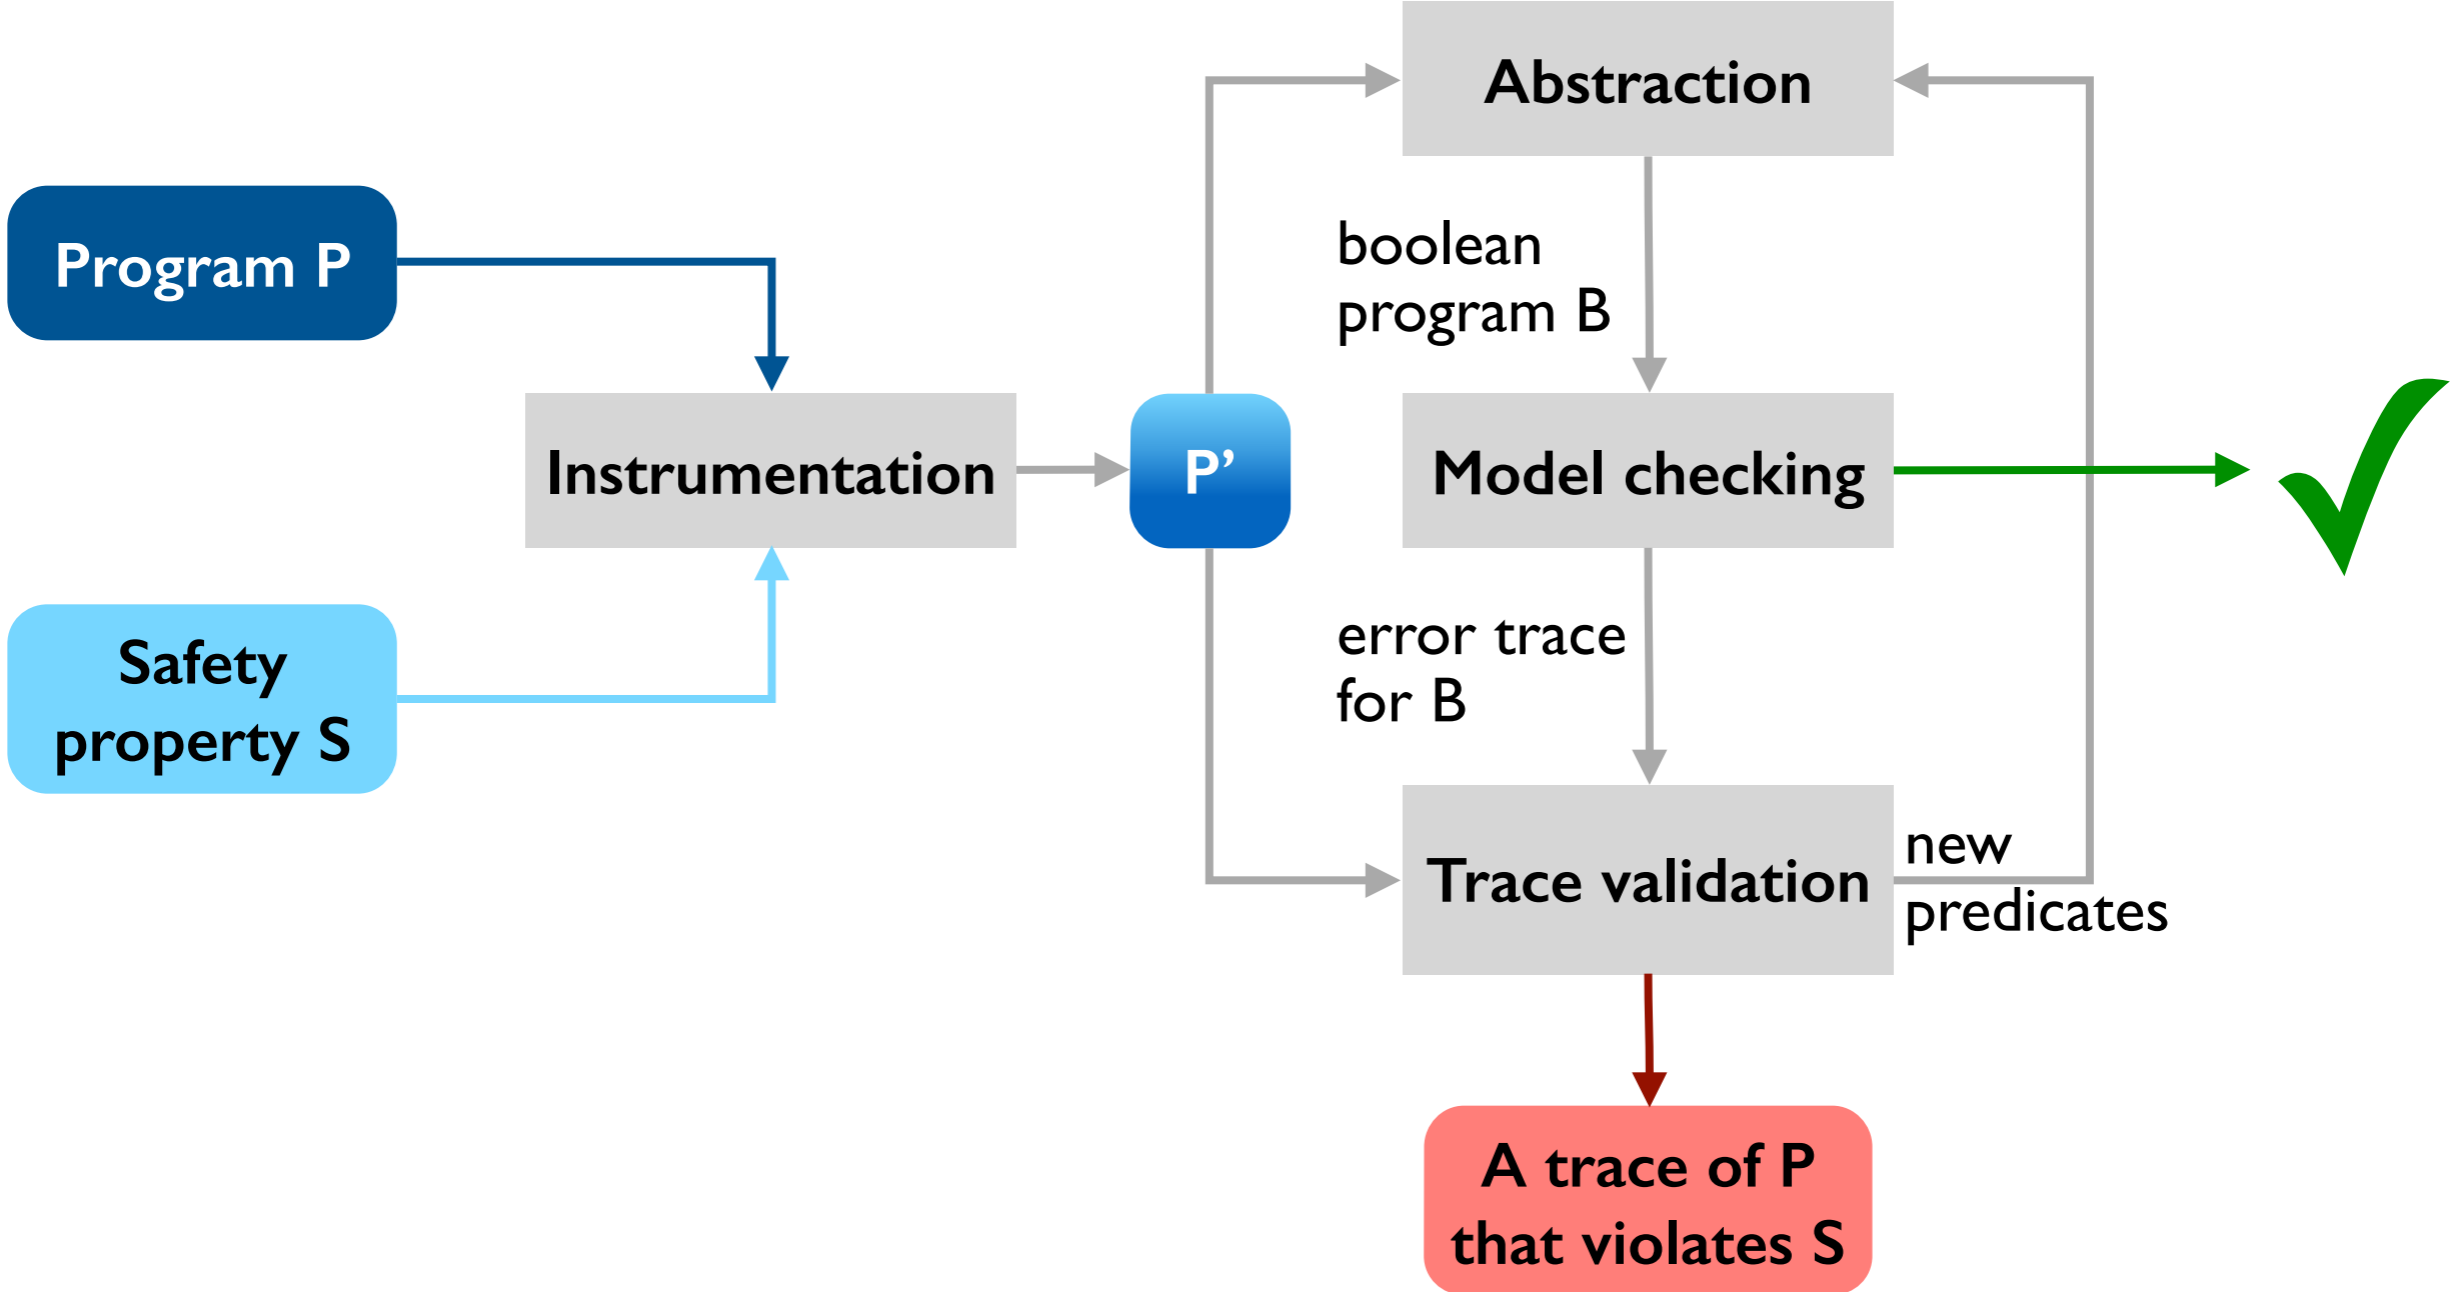 Abstraction
Program P
boolean
program B
Instrumentation
P’
Model checking
Safety
property S
error trace
for B
Trace validation
new
predicates
A trace of P
that violates S